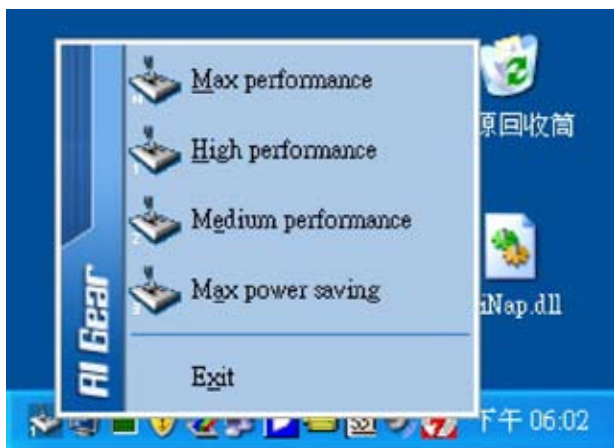 AI Gear
Max performance
High performance
Medium performance
Max power saving
Exit
原回收筒
iNap.dll
下午 06:02